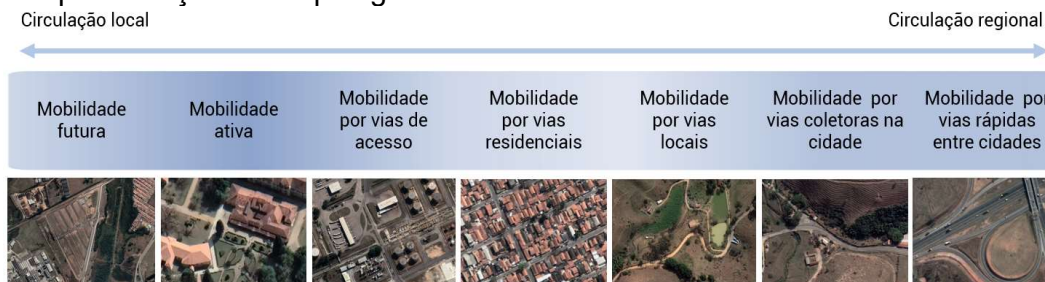 Circulação local
Circulação regional
Mobilidade
futura
Mobilidade
ativa
Mobilidade
por vias de
acesso
Mobilidade
por vias
residenciais
Mobilidade
por vias
locais
Mobilidade por
vias coletoras na
cidade
Mobilidade por
vias rápidas
entre cidades